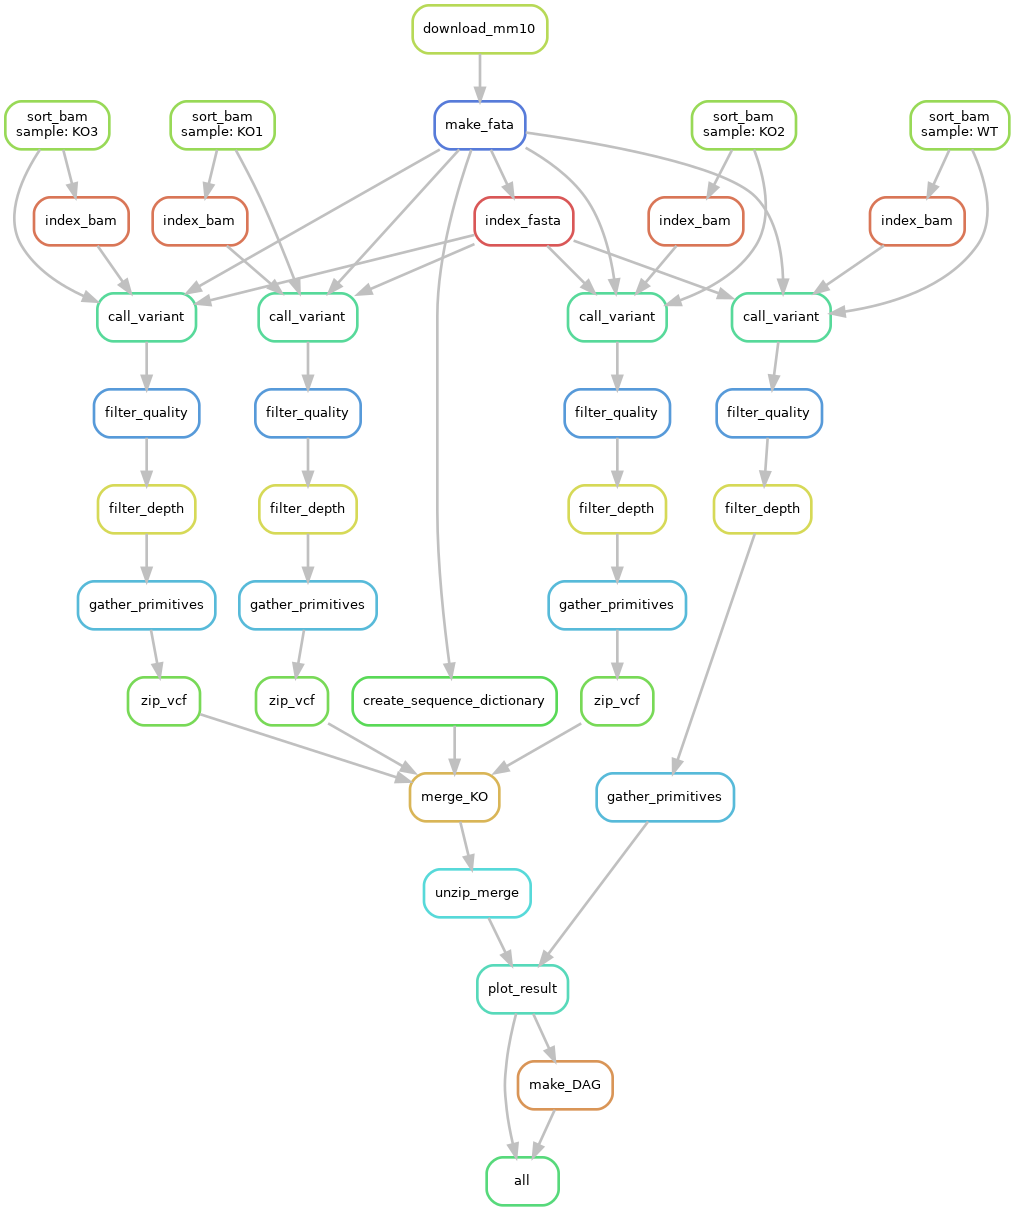 download_mm10
sort_bam
sample: KO3
sort_bam
sample: KO1
make_fata
sort_bam
sample: KO2
sort_bam
sample: WT
index_bam
index_bam
index_fasta
index_bam
index_bam
call_variant
call_variant
call_variant
call_variant
filter_quality
filter_quality
filter_quality
filter_quality
filter_depth
filter_depth
filter_depth
filter_depth
gather_primitives
gather_primitives
gather_primitives
zip_vcf
zip_vcf
create_sequence_dictionary
zip_vcf
merge_KO
gather_primitives
unzip_merge
plot_result
make_DAG
all